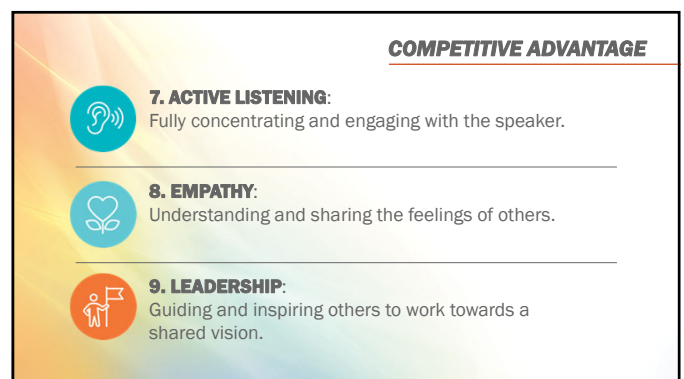 COMPETITIVE ADVANTAGE
7. ACTIVE LISTENING:
Fully concentrating and engaging with the speaker.
8. EMPATHY:
Understanding and sharing the feelings of others.
9. LEADERSHIP:
Guiding and inspiring others to work towards a
shared vision.